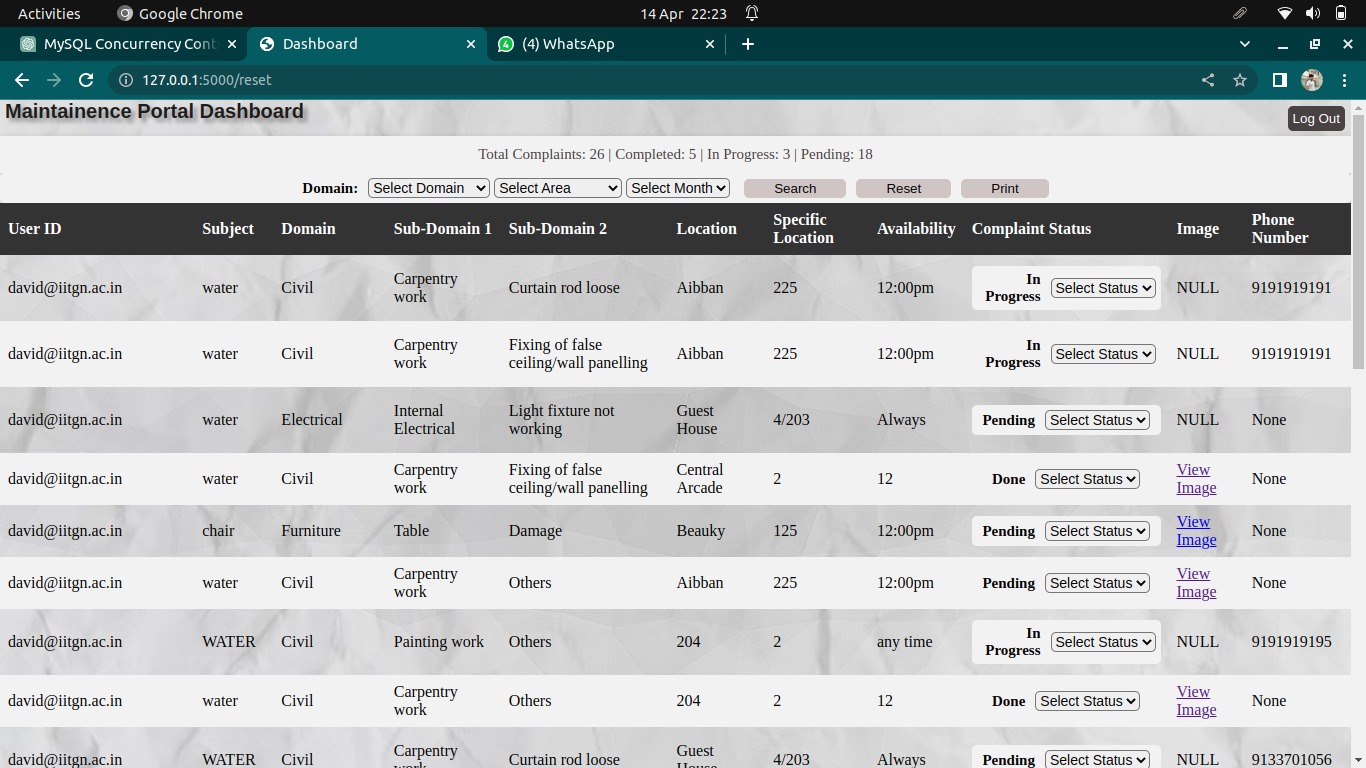 Activities Google Chrome 14 Apr 22:23
MySQL Concurrency Cont Dashboard (4) WhatsApp
127.0.0.1:5000/reset
Maintainence Portal Dashboard
Log Out
Total Complaints: 26 | Completed: 5 | In Progress: 3 | Pending: 18
Domain: Select Domain Select Area Select Month Search Reset Print
User ID Subject Domain Sub-Domain 1 Sub-Domain 2 Location Specific Location Availability Complaint Status Image Phone Number
david@iitgn.ac.in water Civil Carpentry work Curtain rod loose Aibban 225 12:00pm In Progress Select Status NULL 9191919191
david@iitgn.ac.in water Civil Carpentry work Fixing of false ceiling/wall panelling Aibban 225 12:00pm In Progress Select Status NULL 9191919191
david@iitgn.ac.in water Electrical Internal Electrical Light fixture not working Guest House 4/203 Always Pending Select Status NULL None
david@iitgn.ac.in water Civil Carpentry work Fixing of false ceiling/wall panelling Central Arcade 2 12 Done Select Status View Image None
david@iitgn.ac.in chair Furniture Table Damage Beauky 125 12:00pm Pending Select Status View Image None
david@iitgn.ac.in water Civil Carpentry work Others Aibban 225 12:00pm Pending Select Status View Image None
david@iitgn.ac.in WATER Civil Painting work Others 204 2 any time In Progress Select Status NULL 9191919195
david@iitgn.ac.in water Civil Carpentry work Others 204 2 12 Done Select Status View Image None
david@iitgn.ac.in WATER Civil Carpentry work Curtain rod loose Guest House 4/203 Always Pending Select Status NULL 9133701056